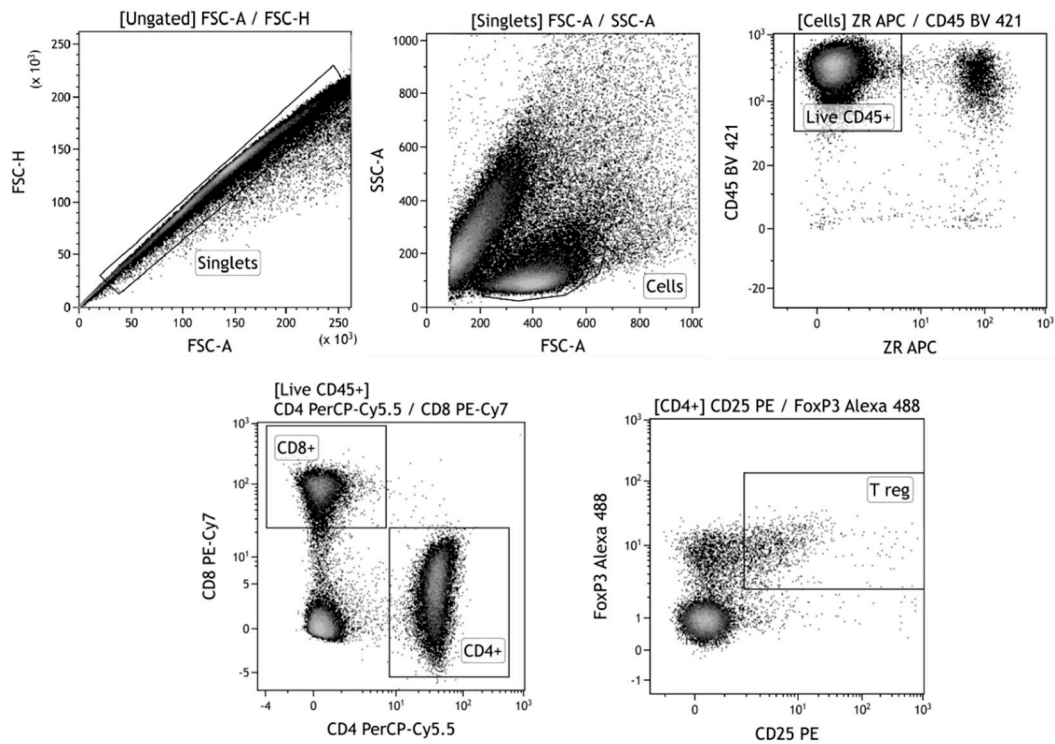 [Ungated] FSC-A / FSC-H
(x 10³)
FSC-H
250
200
150
100
50
0
Singlets
0
50
100
150
200
250
(x 10³)
FSC-A
[Singlets] FSC-A / SSC-A
SSC-A
1000
800
600
400
200
0
Cells
0
200
400
600
800
1000
FSC-A
[Cells] ZR APC / CD45 BV 421
CD45 BV 421
10³
10²
20
0
-20
Live CD45+
0
10¹
10²
10³
ZR APC
[Live CD45+]
CD4 PerCP-Cy5.5 / CD8 PE-Cy7
CD8 PE-Cy7
10³
10²
10¹
5
0
-5
CD8+
CD4+
-4
0
10¹
10²
10³
CD4 PerCP-Cy5.5
[CD4+] CD25 PE / FoxP3 Alexa 488
FoxP3 Alexa 488
10³
10²
10¹
5
1
0
-1
T reg
0
10¹
10²
10³
CD25 PE